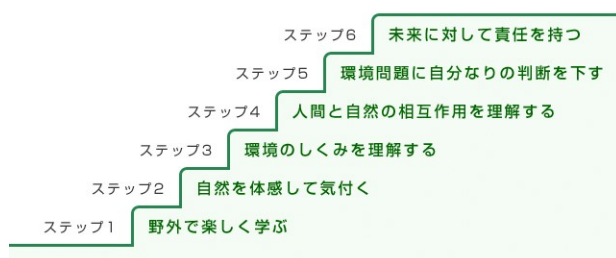 ステップ6 未来に対して責任を持つ
ステップ5 環境問題に自分なりの判断を下す
ステップ4 人間と自然の相互作用を理解する
ステップ3 環境のしくみを理解する
ステップ2 自然を体感して気付く
ステップ1 野外で楽しく学ぶ